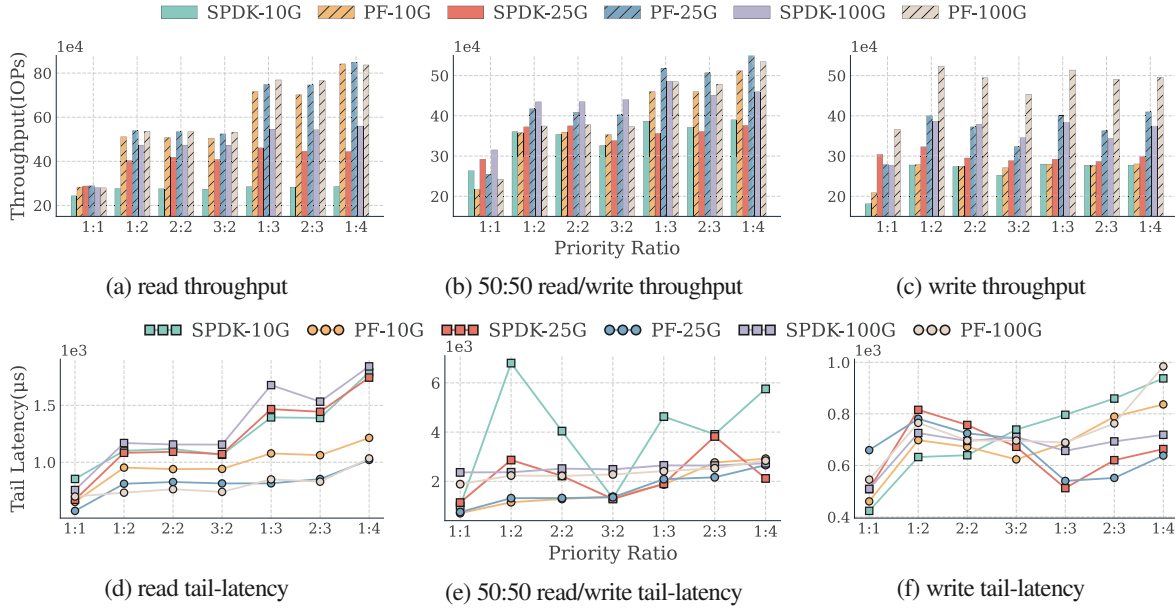 SPDK-10G PF-10G SPDK-25G PF-25G SPDK-100G PF-100G
1e4 1e4 1e4
Throughput(IOPs)
80
60
40
20
1:1 1:2 2:2 3:2 1:3 2:3 1:4
50
40
30
20
1:1 1:2 2:2 3:2 1:3 2:3 1:4
Priority Ratio
50
40
30
20
1:1 1:2 2:2 3:2 1:3 2:3 1:4
(a) read throughput
(b) 50:50 read/write throughput
(c) write throughput
SPDK-10G PF-10G SPDK-25G PF-25G SPDK-100G PF-100G
1e3 1e3 1e3
Tail Latency(μs)
1.5
1.0
1:1 1:2 2:2 3:2 1:3 2:3 1:4
6
4
2
0
1:1 1:2 2:2 3:2 1:3 2:3 1:4
Priority Ratio
1.0
0.8
0.6
0.4
1:1 1:2 2:2 3:2 1:3 2:3 1:4
(d) read tail-latency
(e) 50:50 read/write tail-latency
(f) write tail-latency